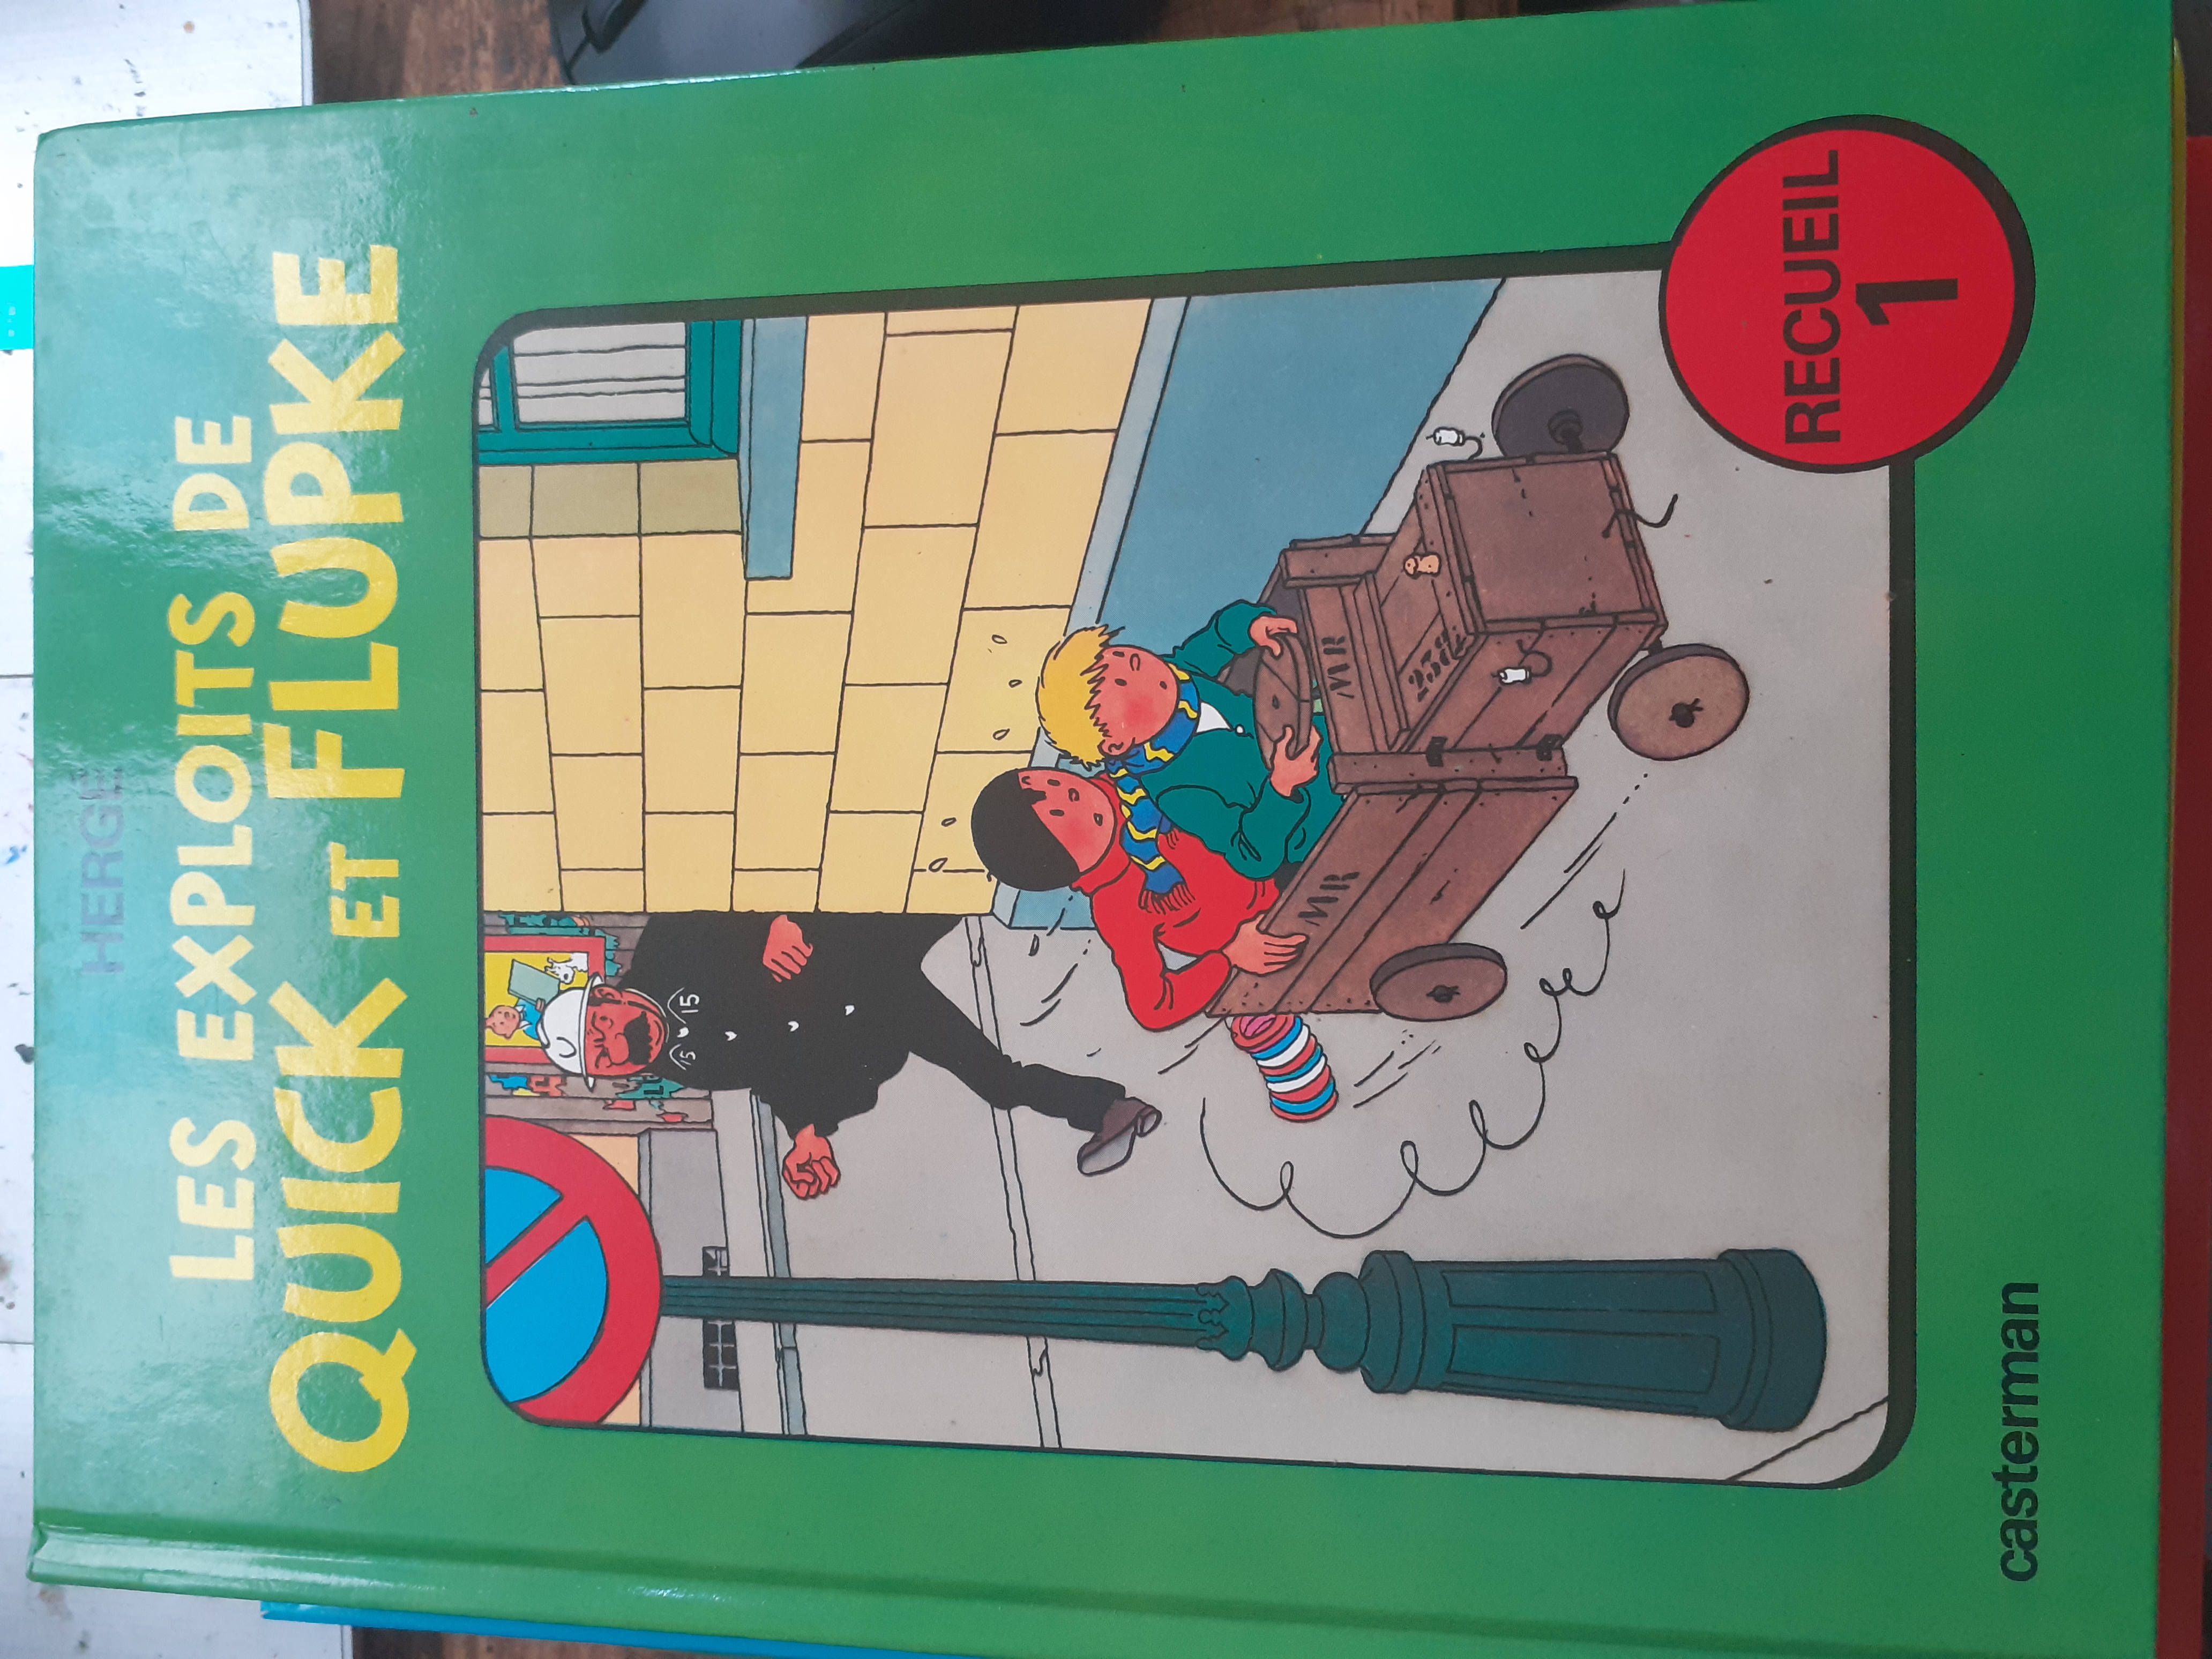 HERGÉ
LES EXPLOITS DE
QUICK ET FLUPKE
15
15
MR
MR
RECUEIL
1
casterman